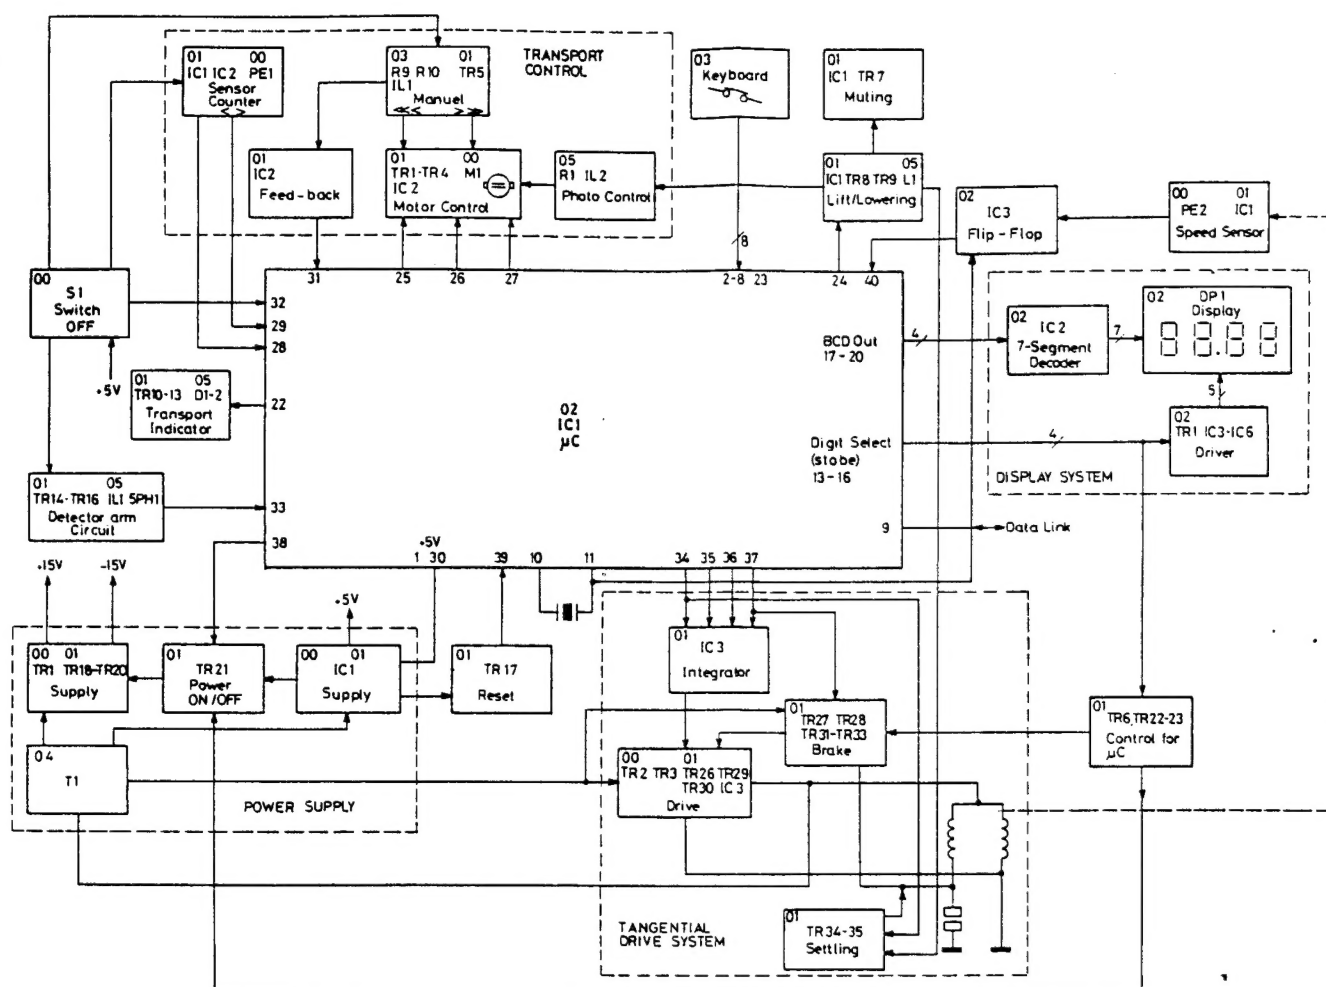 TRANSPORT
CONTROL
01 00
IC1 IC2 PE1
Sensor
Counter
< >
03 01
R9 R10 TR5
IL1
Manuel
≪ < > ≫
01
IC2
Feed-back
01 00
TR1-TR4 M1
IC2
Motor Control
05
R1 IL2
Photo Control
03
Keyboard
8
01
IC1 TR7
Muting
01 05
IC1 TR8 TR9 L1
Lift/Lowering
02
IC3
Flip-Flop
00 01
PE2 IC1
Speed Sensor
00
S1
Switch
OFF
+5V
01 05
TR10-13 D1-2
Transport
Indicator
01 05
TR14-TR16 IL1 5PH1
Detector arm
Circuit
31 25 26 27 2-8 23 24 40
32
29
28
22
33
38
02
IC1
µC
BCD Out
17-20
4
Digit Select
(stobe)
13-16
4
9
Data Link
+5V
1 30 39 10 11 34 35 36 37
02
IC2
7-Segment
Decoder
7
02 DP1
Display
88.88
5
02
TR1 IC3-IC6
Driver
DISPLAY SYSTEM
+15V -15V
+5V
00 01
TR1 TR18-TR20
Supply
01
TR21
Power
ON/OFF
00 01
IC1
Supply
01
TR17
Reset
04
T1
POWER SUPPLY
01
IC3
Integrator
01
TR27 TR28
TR31-TR33
Brake
00 01
TR2 TR3 TR26 TR29
TR30 IC3
Drive
01
TR6,TR22-23
Control for
µC
01
TR34-35
Settling
TANGENTIAL
DRIVE SYSTEM